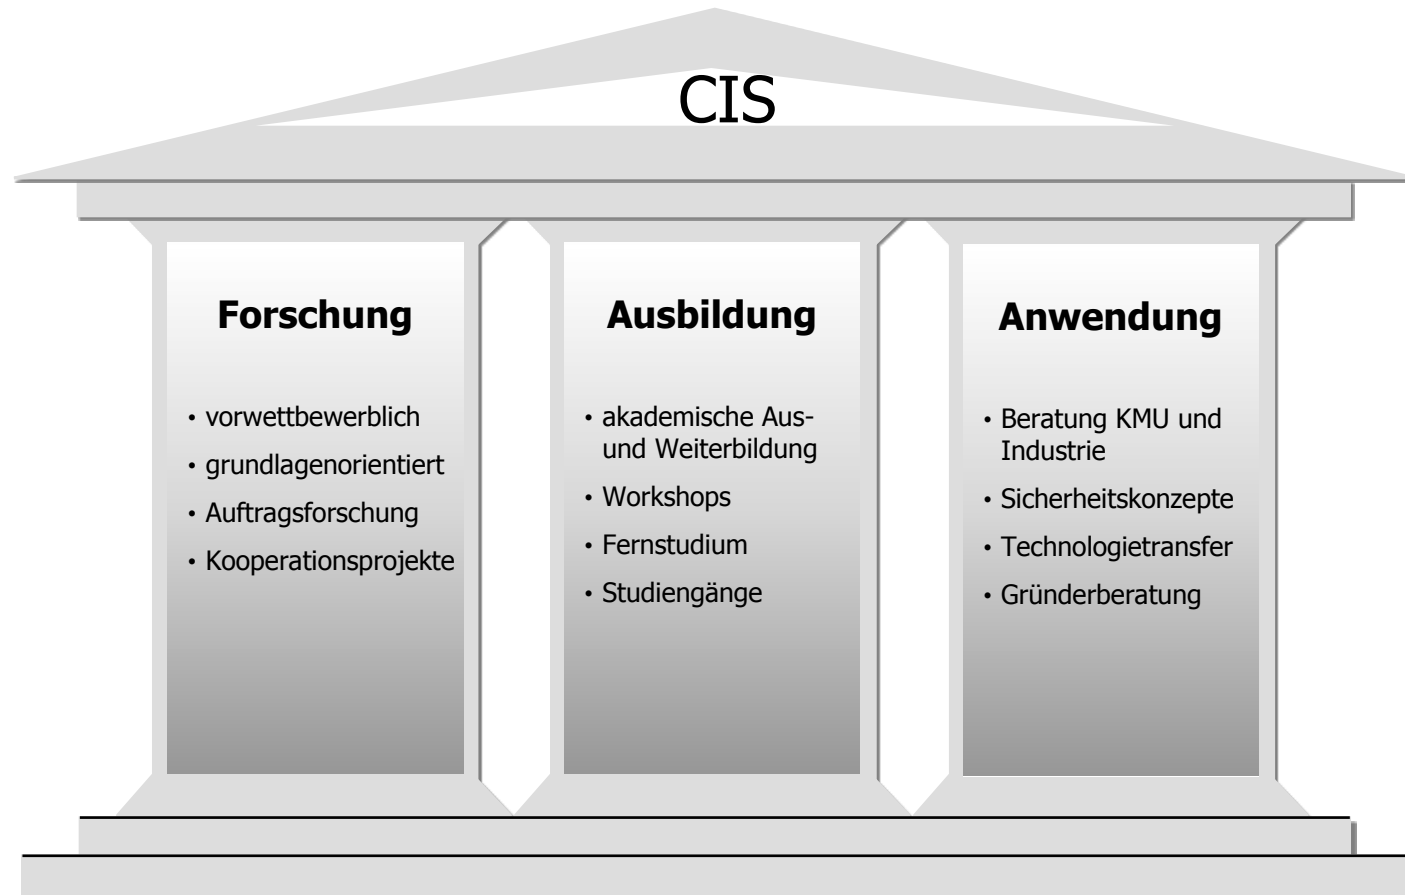 CIS
Forschung
• vorwettbewerblich
• grundlagenorientiert
• Auftragsforschung
• Kooperationsprojekte
Ausbildung
• akademische Aus-
und Weiterbildung
• Workshops
• Fernstudium
• Studiengänge
Anwendung
• Beratung KMU und
Industrie
• Sicherheitskonzepte
• Technologietransfer
• Gründerberatung